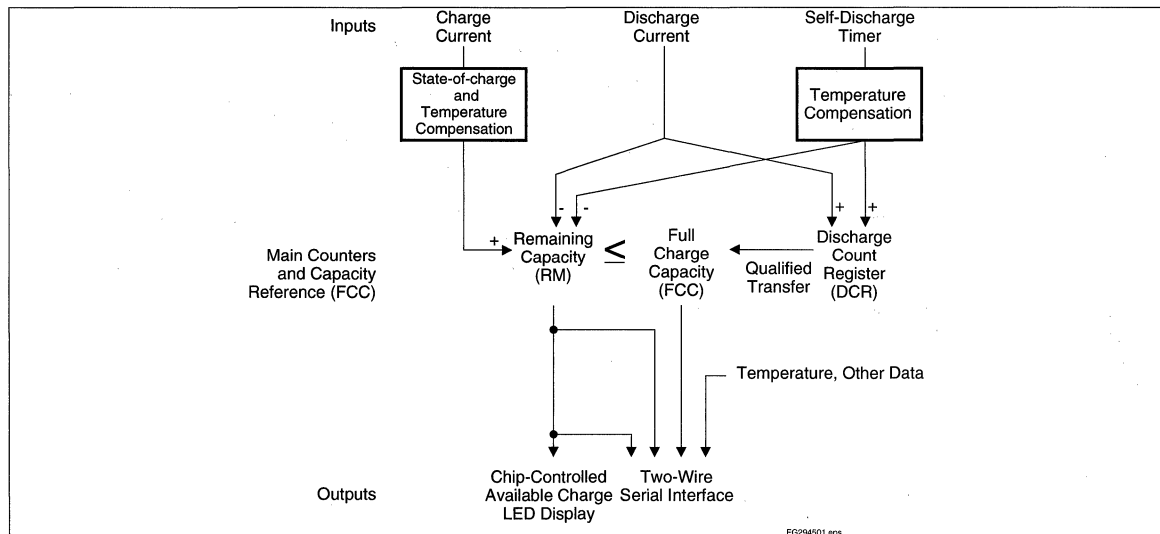 Inputs
Charge
Current
Discharge
Current
Self-Discharge
Timer
State-of-charge
and
Temperature
Compensation
Temperature
Compensation
-
-
+
+
+
Main Counters
and Capacity
Reference (FCC)
Remaining
Capacity
(RM)
≤
Full
Charge
Capacity
(FCC)
Qualified
Transfer
Discharge
Count
Register
(DCR)
Temperature, Other Data
Outputs
Chip-Controlled
Available Charge
LED Display
Two-Wire
Serial Interface
FG294501.eps